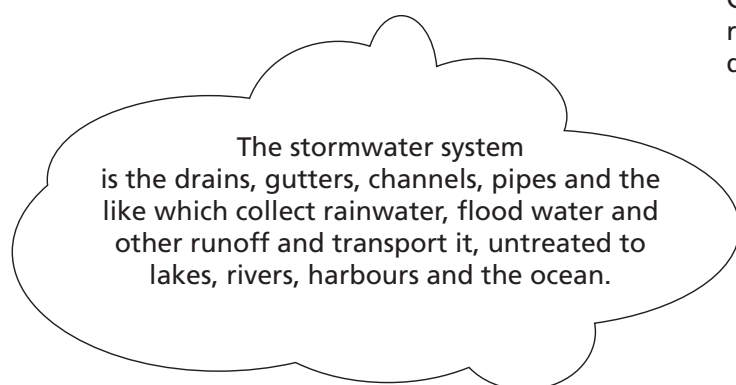 The stormwater system
is the drains, gutters, channels, pipes and the
like which collect rainwater, flood water and
other runoff and transport it, untreated to
lakes, rivers, harbours and the ocean.